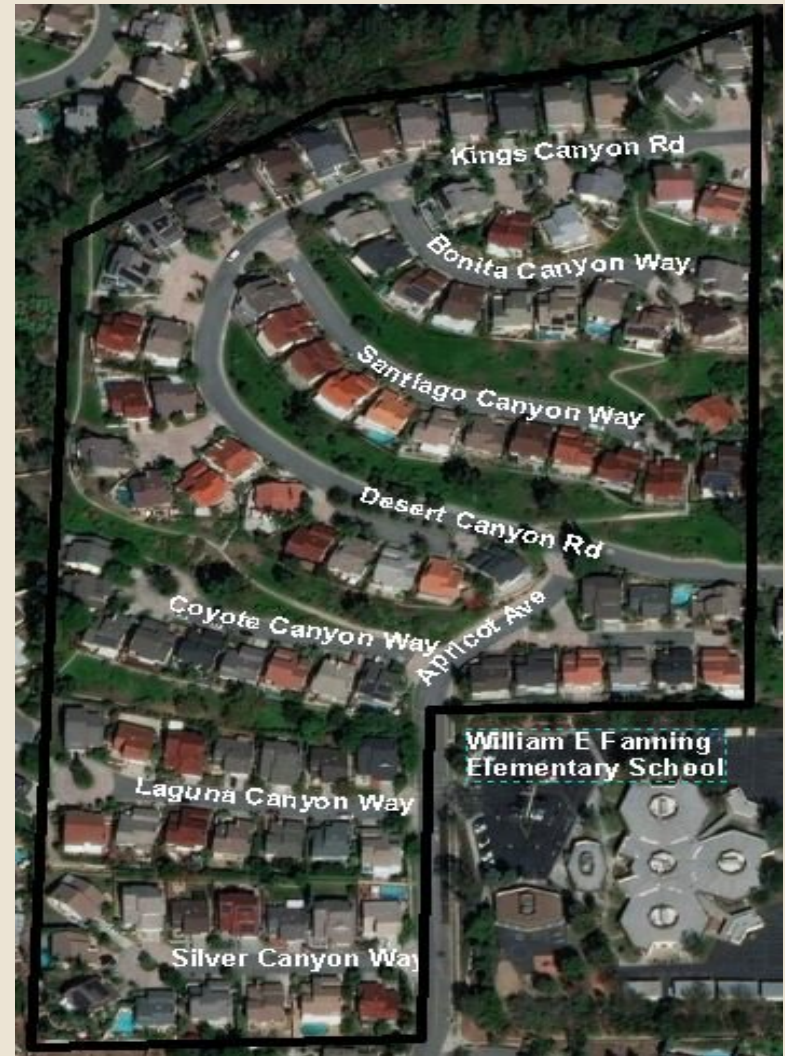 Kings Canyon Rd
Bonita Canyon Way
Santiago Canyon Way
Desert Canyon Rd
Coyote Canyon Way
Apricot Ave
William E Fanning
Elementary School
Laguna Canyon Way
Silver Canyon Way